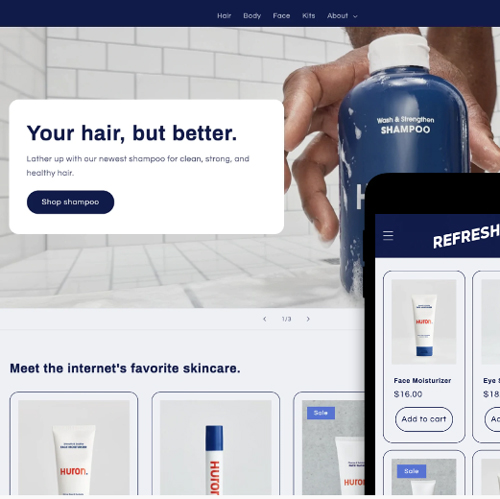 Hair Body Face Kits About
Your hair, but better.
Lather up with our newest shampoo for clean, strong, and
healthy hair.
Shop shampoo
Wash & Strengthen
SHAMPOO
H
REFRESH
1/3
Meet the internet's favorite skincare.
HURON.
HURON.
Sale
HURON.
HURON.
Face Moisturizer
$16.00
Add to cart
Eye S
$18.
Ad
Sale